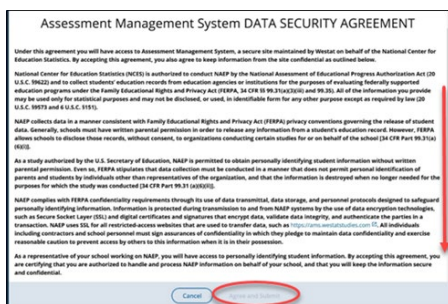 Assessment Management System DATA SECURITY AGREEMENT
Under this agreement you will have access to Assessment Management System, a secure site maintained by Westat on behalf of the National Center for
Education Statistics. By accepting this agreement, you also agree to keep information from the site confidential as outlined below.
National Center for Education Statistics (NCES) is authorized to conduct NAEP by the National Assessment of Educational Progress Authorization Act (20
U.S.C. §9622) and to collect students' education records from education agencies or institutions for the purposes of evaluating federally supported
education programs under the Family Educational Rights and Privacy Act (FERPA, 34 CFR §§ 99.31(a)(3)(iii) and 99.35). All of the information you provide
may be used only for statistical purposes and may not be disclosed, or used, in identifiable form for any other purpose except as required by law (20
U.S.C. §9573 and 6 U.S.C. §151).
NAEP collects data in a manner consistent with Family Educational Rights and Privacy Act (FERPA) privacy conventions governing the release of student
data. Generally, schools must have written parental permission in order to release any information from a student's education record. However, FERPA
allows schools to disclose those records, without consent, to organizations conducting certain studies for or on behalf of the school [34 CFR Part 99.31(a)
(6)(i)].
As a study authorized by the U.S. Secretary of Education, NAEP is permitted to obtain personally identifying student information without written
parental permission. Even so, FERPA stipulates that data collection must be conducted in a manner that does not permit personal identification of
parents and students by individuals other than representatives of the organization, and that the information is destroyed when no longer needed for the
purposes for which the study was conducted [34 CFR Part 99.31 (a)(6)(ii)].
NAEP complies with FERPA confidentiality requirements through its use of data transmittal, data storage, and personnel protocols designed to safeguard
personally identifying information. Information is protected during transmission to and from NAEP systems by the use of data encryption technologies,
such as Secure Socket Layer (SSL) and digital certificates and signatures that encrypt data, validate data integrity, and authenticate the parties in a
transaction. NAEP uses SSL for all restricted-access websites that are used to transfer data, such as https://ams.westatstudies.com. All individuals
including contractors and school personnel must sign assurances of confidentiality in which they pledge to maintain data confidentiality and exercise
reasonable caution to prevent access by others to this information when it is in their possession.
As a representative of your school working on NAEP, you will have access to personally identifying student information. By accepting this agreement, you
are certifying that you are authorized to handle and process NAEP information on behalf of your school, and that you will keep the information secure
and confidential.
Cancel
Agree and Submit